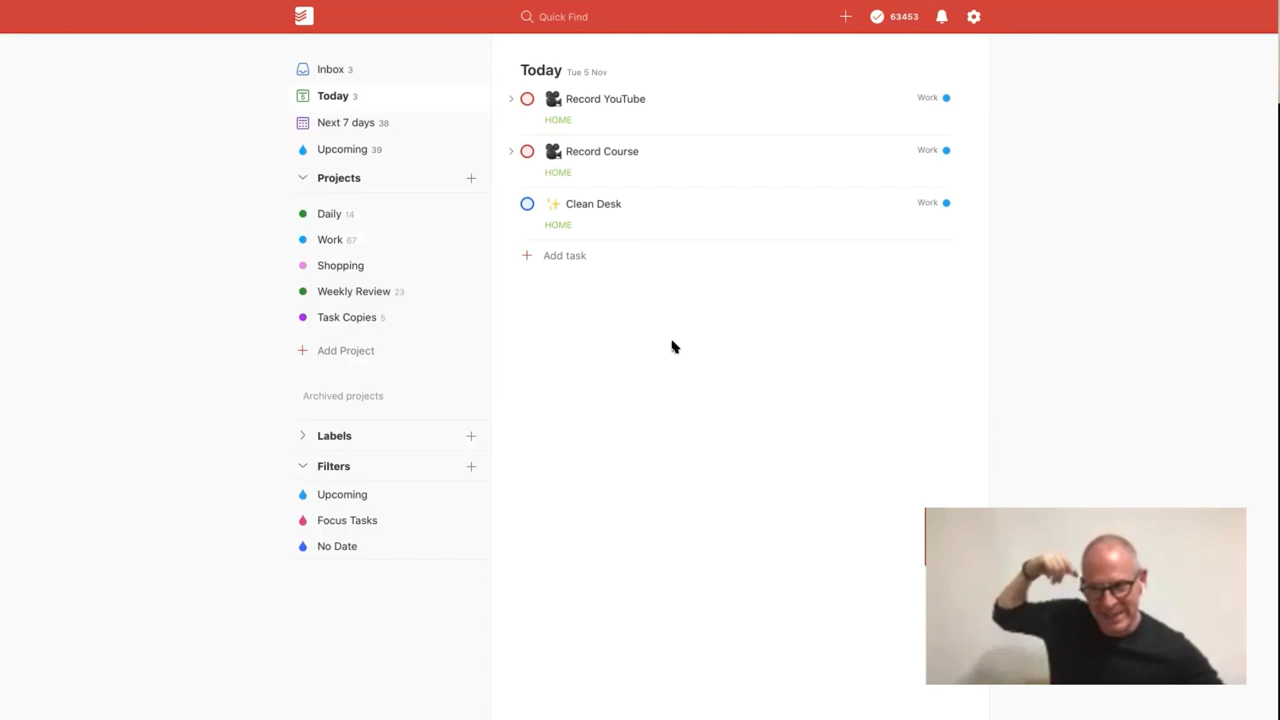 Quick Find
63453
Inbox 3
Today 3
Next 7 days 38
Upcoming 39
Projects
Daily 14
Work 67
Shopping
Weekly Review 23
Task Copies 5
Add Project
Archived projects
Labels
Filters
Upcoming
Focus Tasks
No Date
Today Tue 5 Nov
Record YouTube Work
HOME
Record Course Work
HOME
Clean Desk Work
HOME
Add task